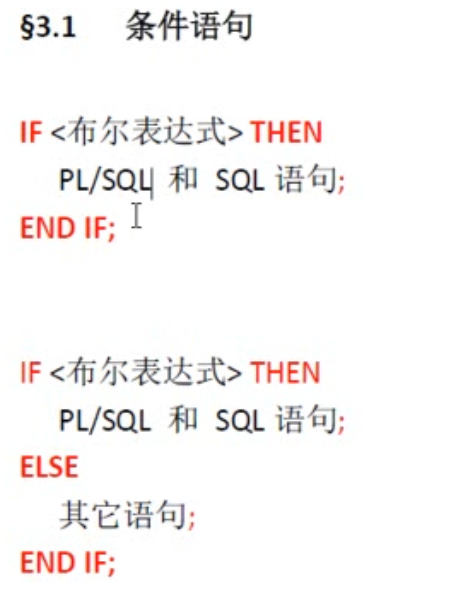 §3.1 条件语句
IF <布尔表达式> THEN
PL/SQL 和 SQL 语句;
END IF;
IF <布尔表达式> THEN
PL/SQL 和 SQL 语句;
ELSE
其它语句;
END IF;